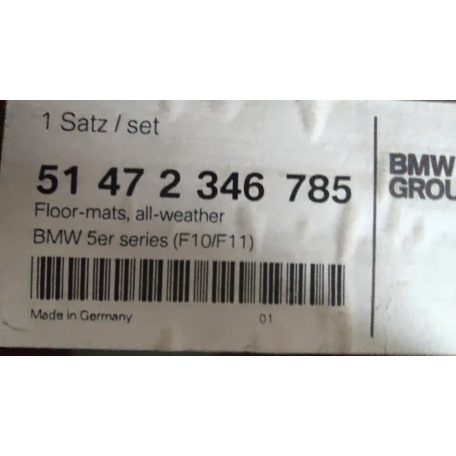 1 Satz / set
51 47 2 346 785
Floor-mats, all-weather
BMW 5er series (F10/F11)
Made in Germany 01
BMW
GROU